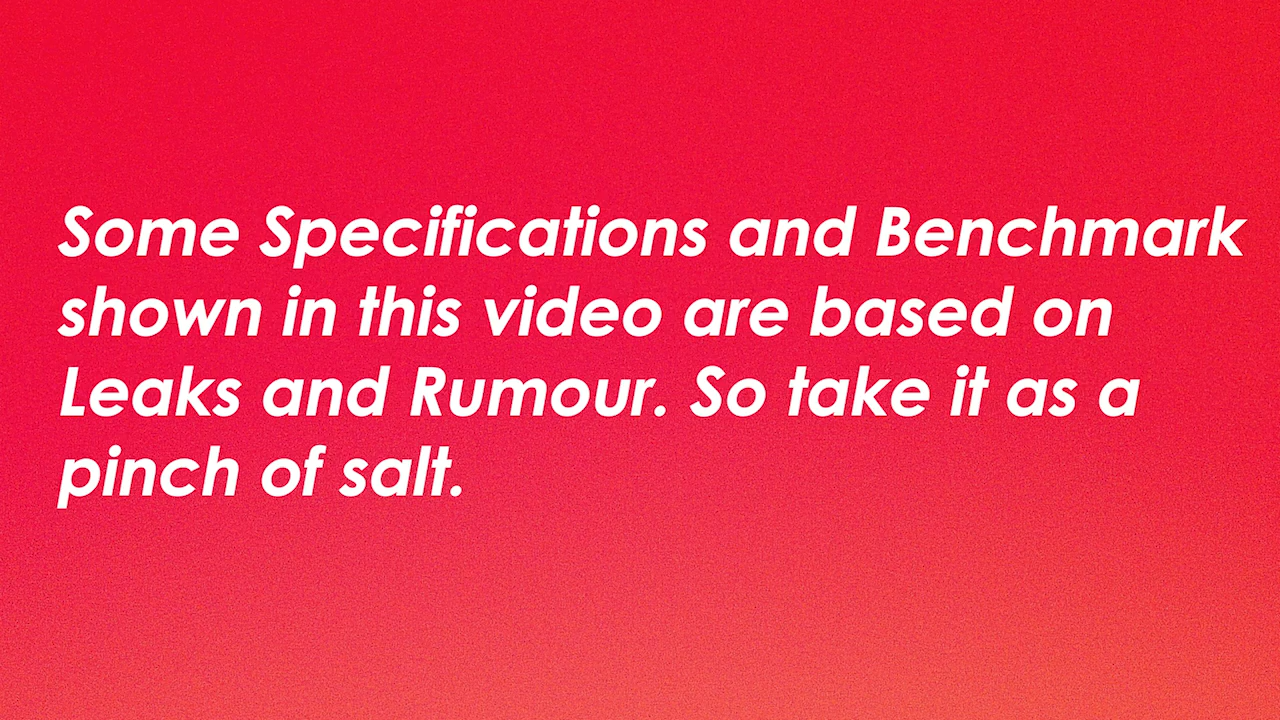 Some Specifications and Benchmark
shown in this video are based on
Leaks and Rumour. So take it as a
pinch of salt.